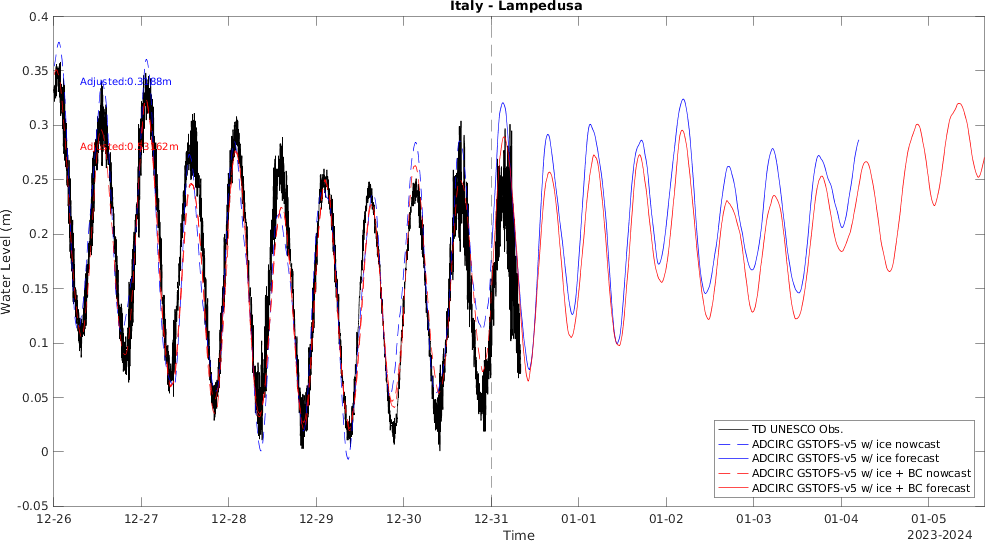 Italy - Lampedusa
Water Level (m)
0.4
0.35
0.3
0.25
0.2
0.15
0.1
0.05
0
-0.05
12-26
12-27
12-28
12-29
12-30
12-31
01-01
01-02
01-03
01-04
01-05
Time
2023-2024
TD UNESCO Obs.
ADCIRC GSTOFS-v5 w/ ice nowcast
ADCIRC GSTOFS-v5 w/ ice forecast
ADCIRC GSTOFS-v5 w/ ice + BC nowcast
ADCIRC GSTOFS-v5 w/ ice + BC forecast